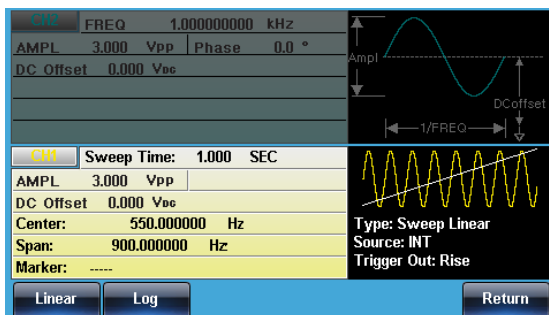 CH2 FREQ 1.000000000 kHz
AMPL 3.000 Vpp Phase 0.0 °
DC Offset 0.000 VDC
Ampl
DCoffset
1/FREQ
CH1 Sweep Time: 1.000 SEC
AMPL 3.000 Vpp
DC Offset 0.000 VDC
Center: 550.000000 Hz
Span: 900.000000 Hz
Marker: -----
Type: Sweep Linear
Source: INT
Trigger Out: Rise
Linear Log Return